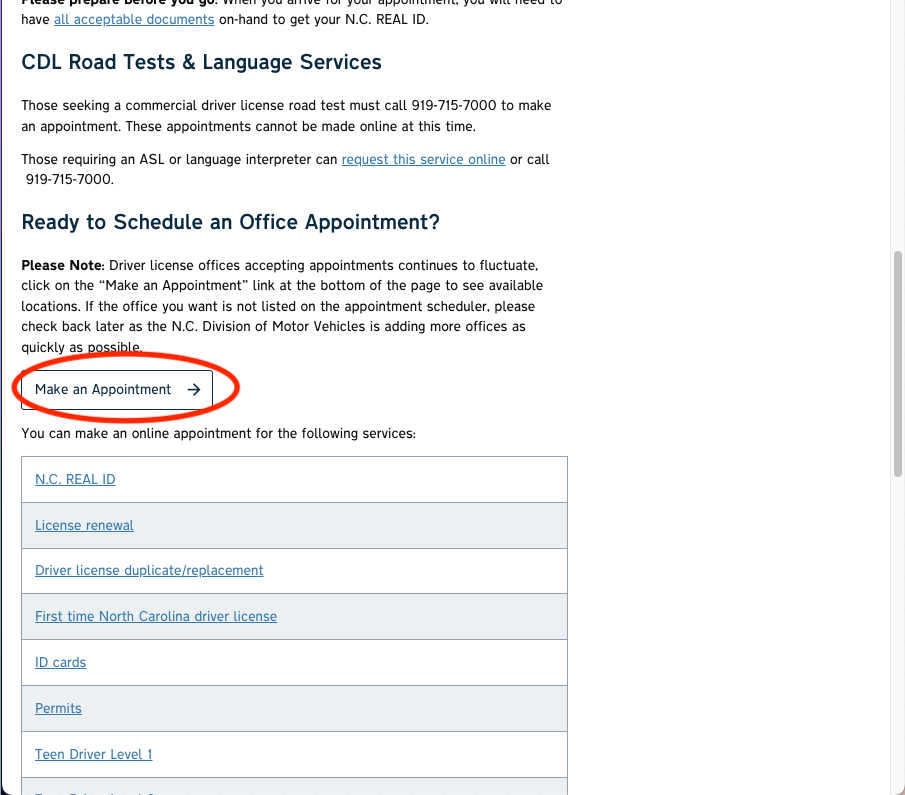 Please prepare before you go: When you arrive for your appointment, you will need to
have all acceptable documents on-hand to get your N.C. REAL ID.
CDL Road Tests & Language Services
Those seeking a commercial driver license road test must call 919-715-7000 to make
an appointment. These appointments cannot be made online at this time.
Those requiring an ASL or language interpreter can request this service online or call
919-715-7000.
Ready to Schedule an Office Appointment?
Please Note: Driver license offices accepting appointments continues to fluctuate,
click on the “Make an Appointment” link at the bottom of the page to see available
locations. If the office you want is not listed on the appointment scheduler, please
check back later as the N.C. Division of Motor Vehicles is adding more offices as
quickly as possible.
Make an Appointment →
You can make an online appointment for the following services:
N.C. REAL ID
License renewal
Driver license duplicate/replacement
First time North Carolina driver license
ID cards
Permits
Teen Driver Level 1